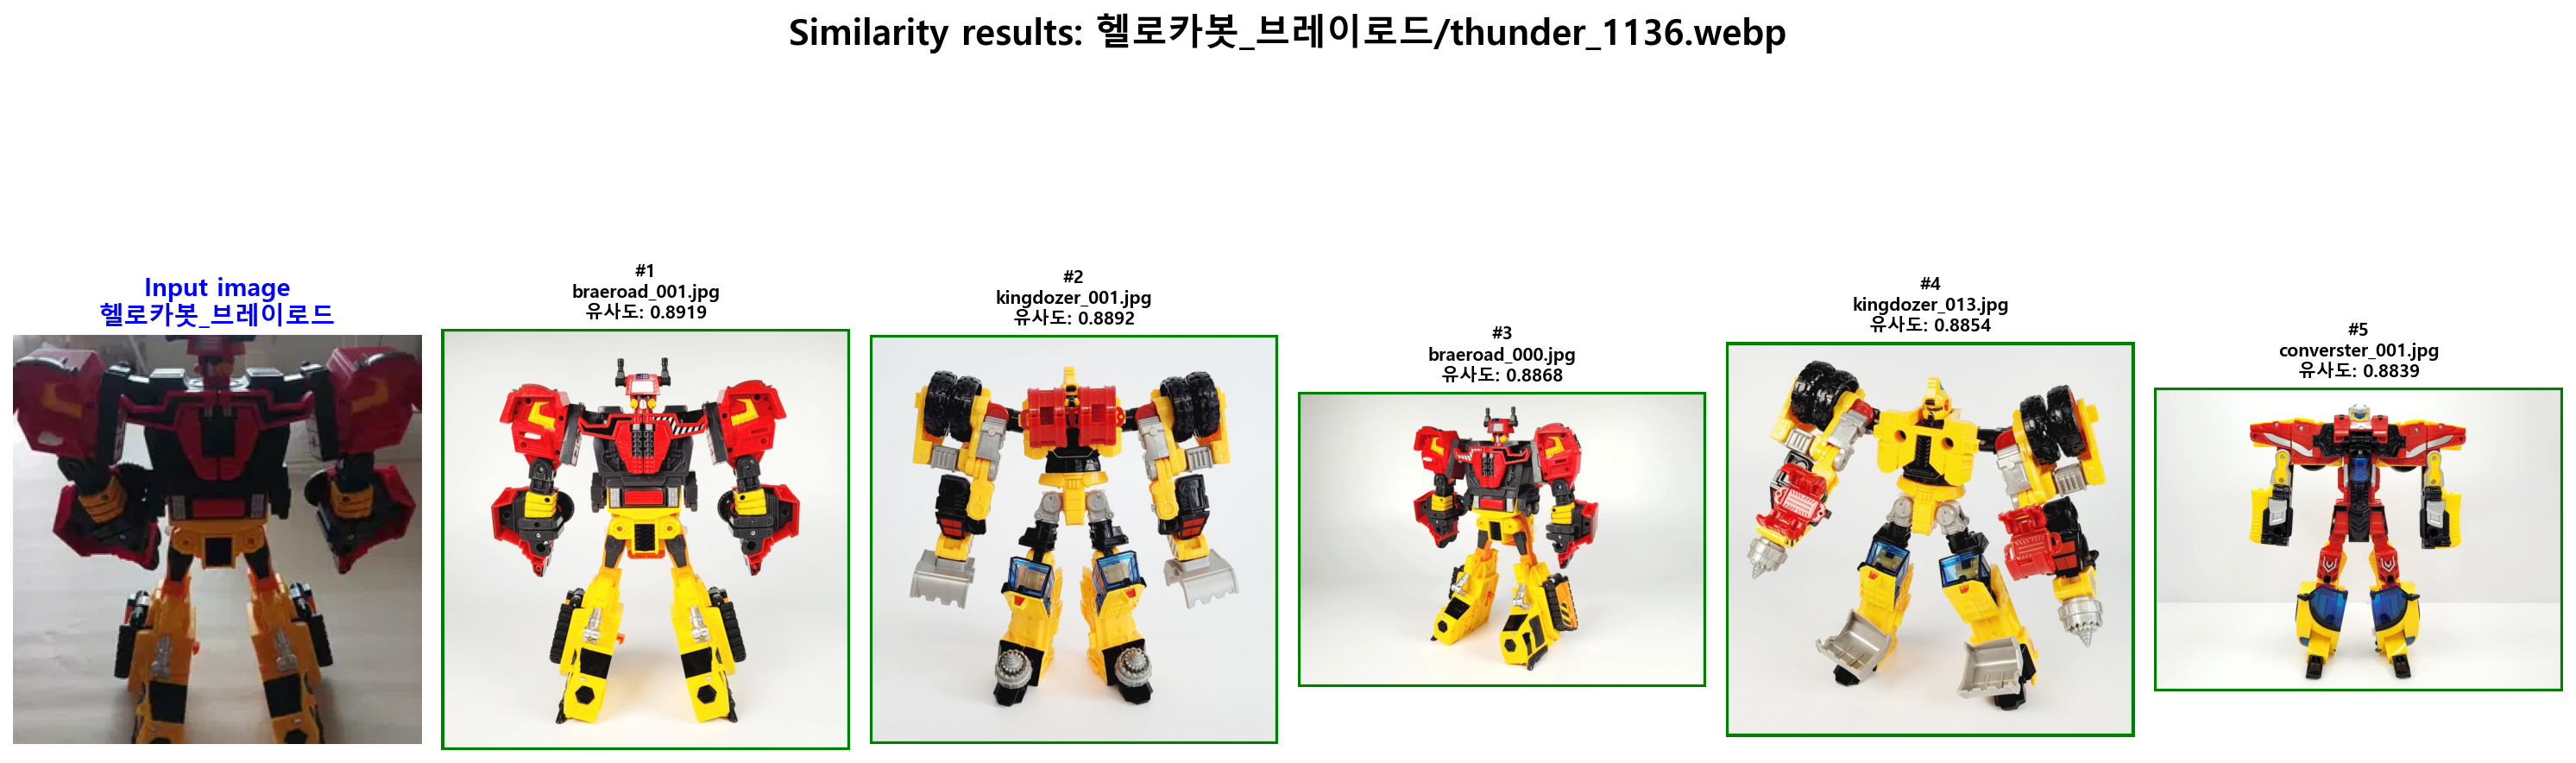 Similarity results: 헬로카봇_브레이로드/thunder_1136.webp
Input image
헬로카봇_브레이로드
#1
braeroad_001.jpg
유사도: 0.8919
#2
kingdozer_001.jpg
유사도: 0.8892
#3
braeroad_000.jpg
유사도: 0.8868
#4
kingdozer_013.jpg
유사도: 0.8854
#5
converster_001.jpg
유사도: 0.8839